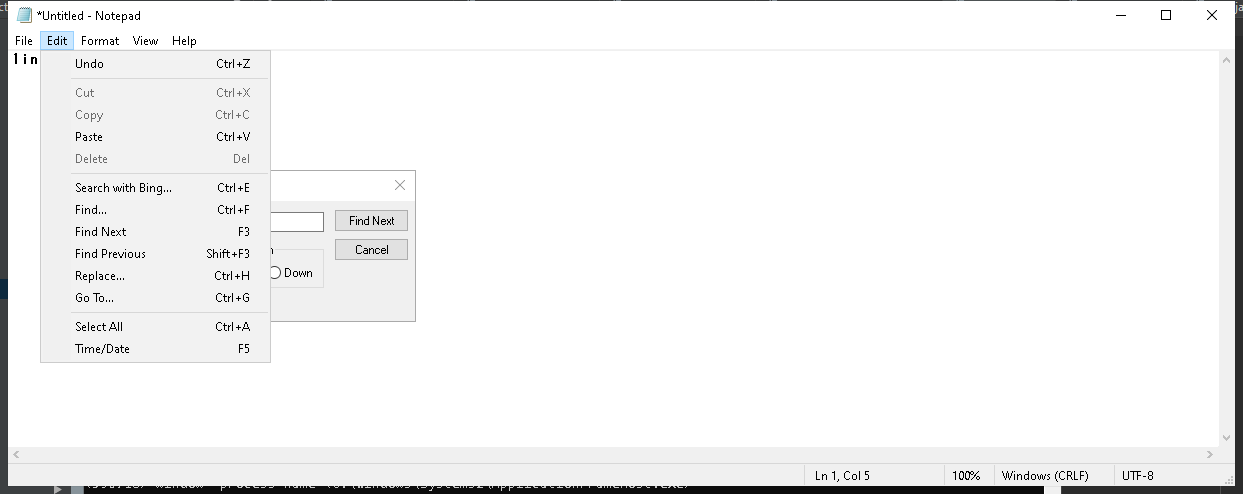 *Untitled - Notepad
File Edit Format View Help
lin
Undo Ctrl+Z
Cut Ctrl+X
Copy Ctrl+C
Paste Ctrl+V
Delete Del
Search with Bing... Ctrl+E
Find... Ctrl+F
Find Next F3
Find Previous Shift+F3
Replace... Ctrl+H
Go To... Ctrl+G
Select All Ctrl+A
Time/Date F5
Find Next
Cancel
Down
Ln 1, Col 5 100% Windows (CRLF) UTF-8